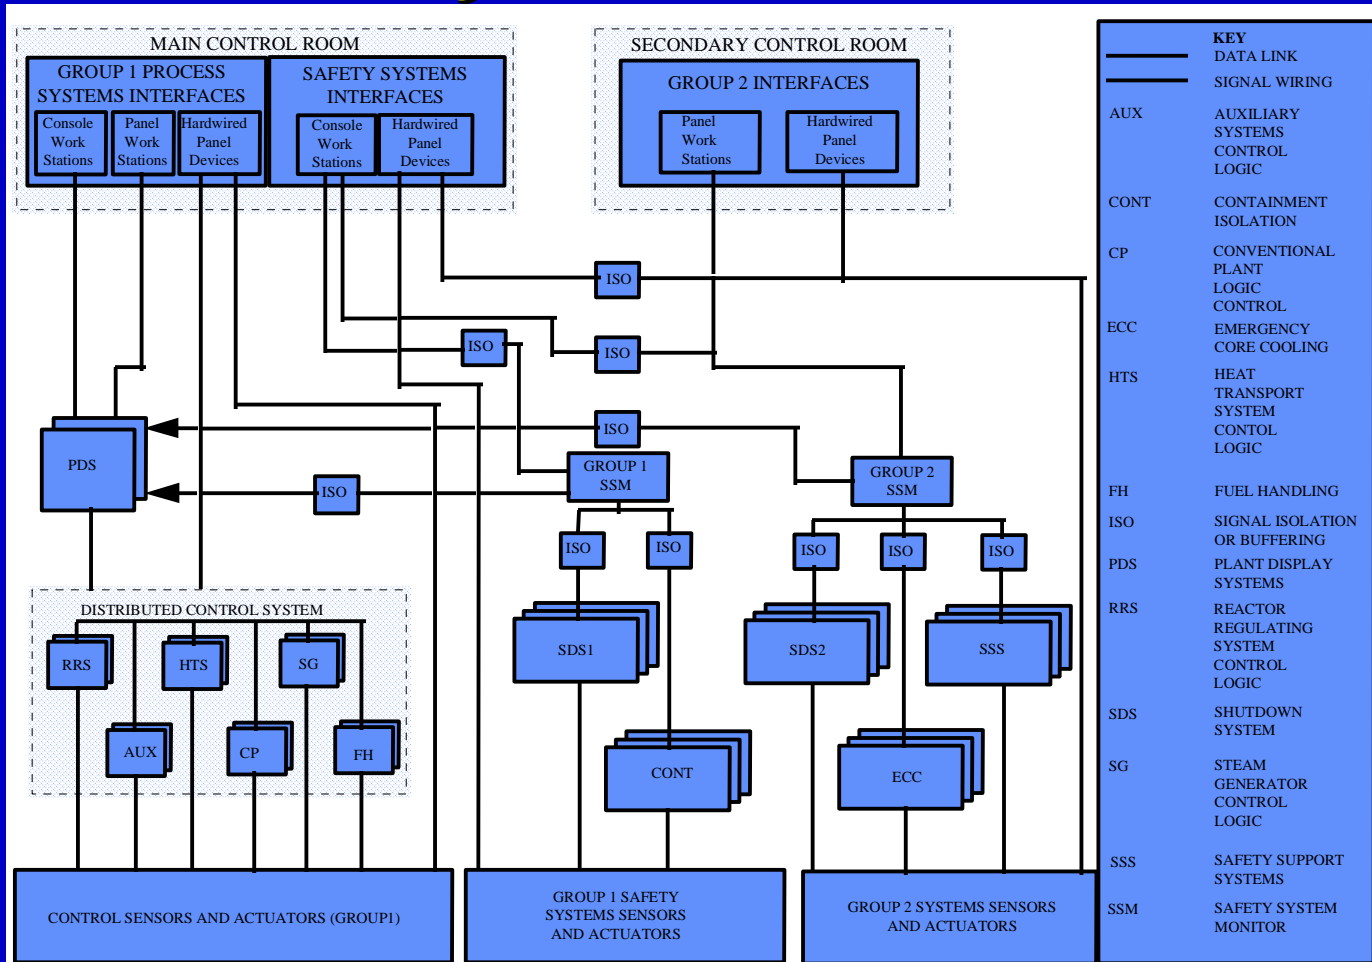 MAIN CONTROL ROOM
GROUP 1 PROCESS
SYSTEMS INTERFACES
Console
Work
Stations
Panel
Work
Stations
Hardwired
Panel
Devices
SAFETY SYSTEMS
INTERFACES
Console
Work
Stations
Hardwired
Panel
Devices
SECONDARY CONTROL ROOM
GROUP 2 INTERFACES
Panel
Work
Stations
Hardwired
Panel
Devices
ISO
ISO
ISO
ISO
PDS
GROUP 1
SSM
GROUP 2
SSM
ISO
ISO
ISO
ISO
ISO
ISO
DISTRIBUTED CONTROL SYSTEM
RRS
HTS
SG
AUX
CP
FH
SDS1
CONT
SDS2
SSS
ECC
CONTROL SENSORS AND ACTUATORS (GROUP1)
GROUP 1 SAFETY
SYSTEMS SENSORS
AND ACTUATORS
GROUP 2 SYSTEMS SENSORS
AND ACTUATORS
KEY
DATA LINK
SIGNAL WIRING
AUX AUXILIARY
SYSTEMS
CONTROL
LOGIC
CONT CONTAINMENT
ISOLATION
CP CONVENTIONAL
PLANT
LOGIC
CONTROL
ECC EMERGENCY
CORE COOLING
HTS HEAT
TRANSPORT
SYSTEM
CONTOL
LOGIC
FH FUEL HANDLING
ISO SIGNAL ISOLATION
OR BUFFERING
PDS PLANT DISPLAY
SYSTEMS
RRS REACTOR
REGULATING
SYSTEM
CONTROL
LOGIC
SDS SHUTDOWN
SYSTEM
SG STEAM
GENERATOR
CONTROL
LOGIC
SSS SAFETY SUPPORT
SYSTEMS
SSM SAFETY SYSTEM
MONITOR